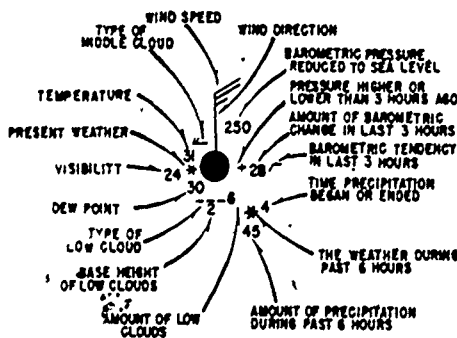 WIND SPEED
TYPE OF
MIDDLE CLOUD
WIND DIRECTION
BAROMETRIC PRESSURE
REDUCED TO SEA LEVEL
TEMPERATURE
PRESSURE HIGHER OR
LOWER THAN 3 HOURS AGO
250
PRESENT WEATHER
AMOUNT OF BAROMETRIC
CHANGE IN LAST 3 HOURS
31
VISIBILITY
24
+ 28
BAROMETRIC TENDENCY
IN LAST 3 HOURS
30
DEW POINT
TIME PRECIPITATION
BEGAN OR ENDED
2
6
4
TYPE OF
LOW CLOUD
45
THE WEATHER DURING
PAST 6 HOURS
BASE HEIGHT
OF LOW CLOUDS
AMOUNT OF LOW
CLOUDS
AMOUNT OF PRECIPITATION
DURING PAST 6 HOURS